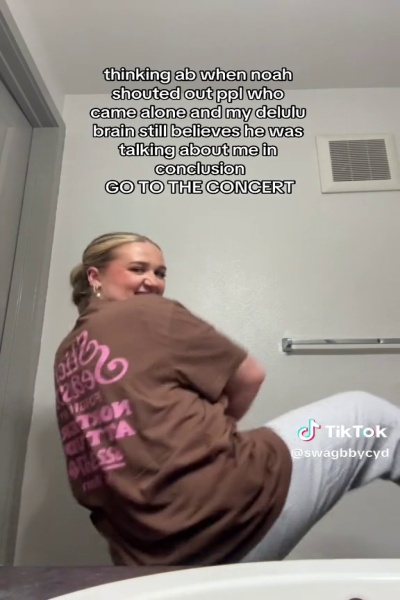 thinking ab when noah
shouted out ppl who
came alone and my delulu
brain still believes he was
talking about me in
conclusion
GO TO THE CONCERT
TikTok
@swagbbycyd